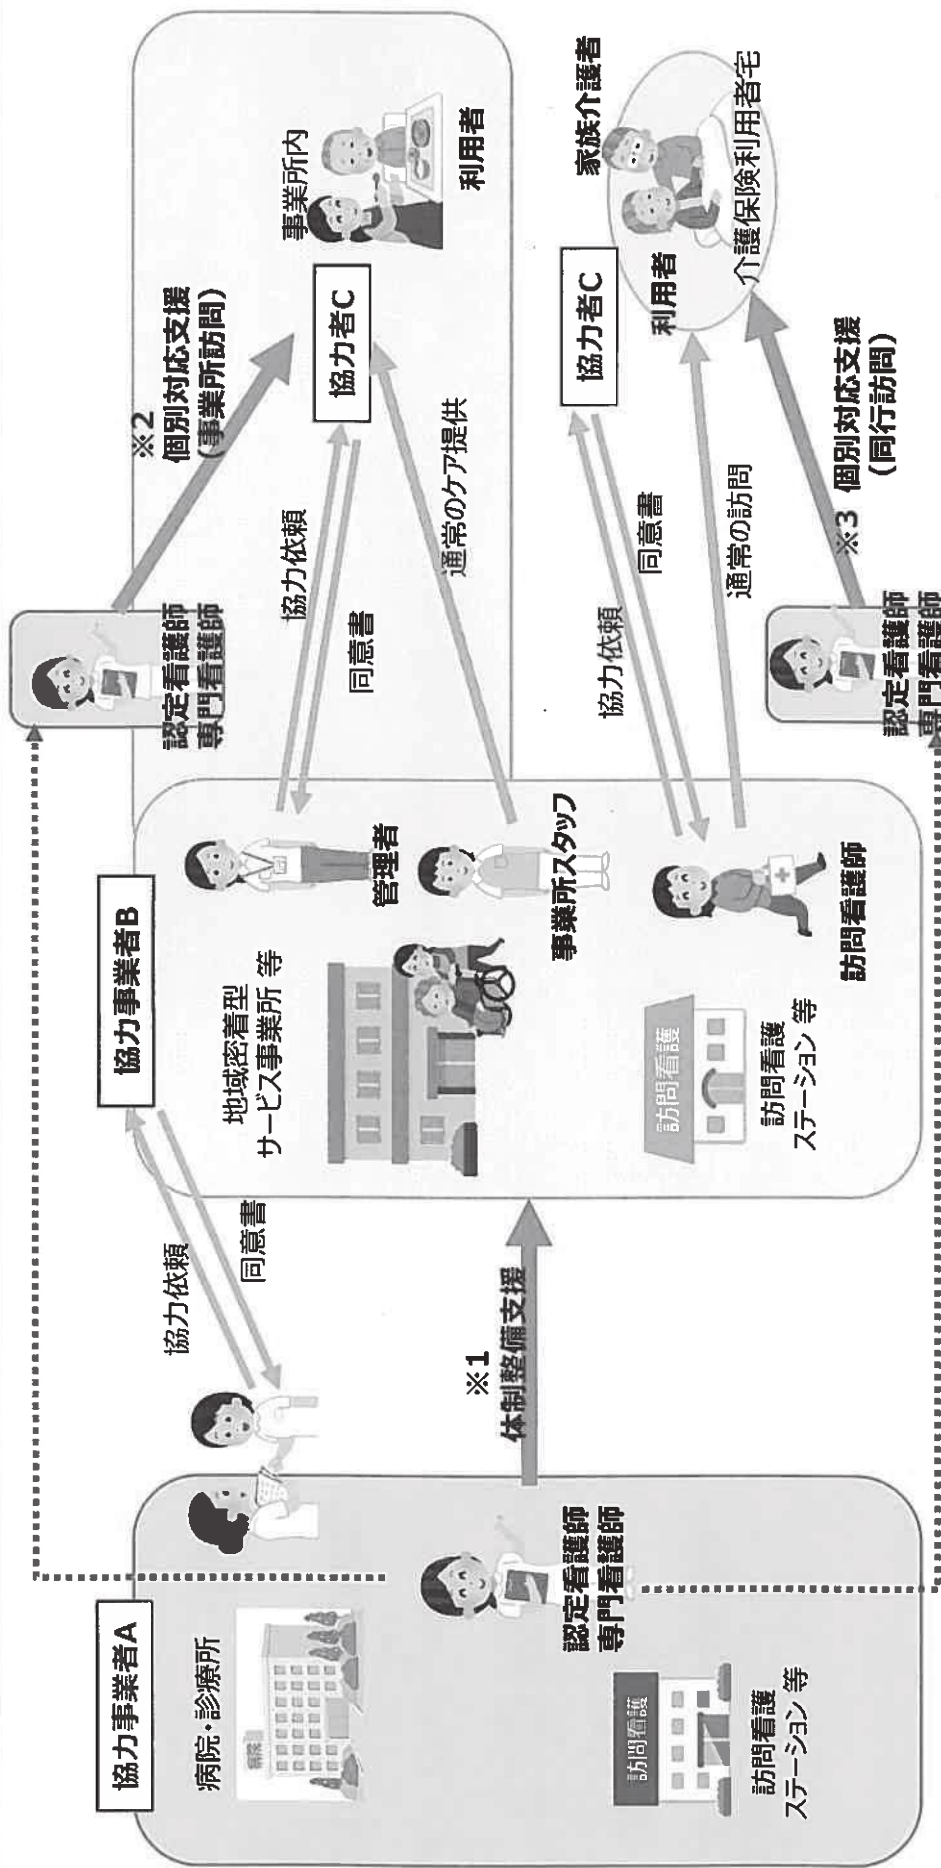 協力事業者A
病院・診療所
病院
認定看護師
専門看護師
訪問看護
訪問看護
ステーション 等
協力依頼
同意書
※1
体制整備支援
協力事業者B
地域密着型
サービス事業所 等
管理者
事業所スタッフ
訪問看護
訪問看護
ステーション 等
訪問看護師
認定看護師
専門看護師
※2
個別対応支援
(事業所訪問)
協力依頼
同意書
通常のケア提供
協力者C
事業所内
利用者
協力依頼
同意書
通常の訪問
協力者C
家族介護者
利用者
介護保険利用者宅
認定看護師
専門看護師
※3 個別対応支援
(同行訪問)